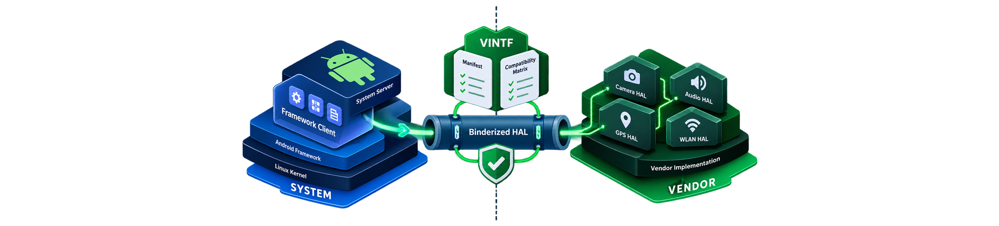 System Server
Framework Client
Android Framework
Linux Kernel
SYSTEM
VINTF
Manifest
Compatibility
Matrix
Binderized HAL
Camera HAL
Audio HAL
GPS HAL
WLAN HAL
Vendor Implementation
VENDOR